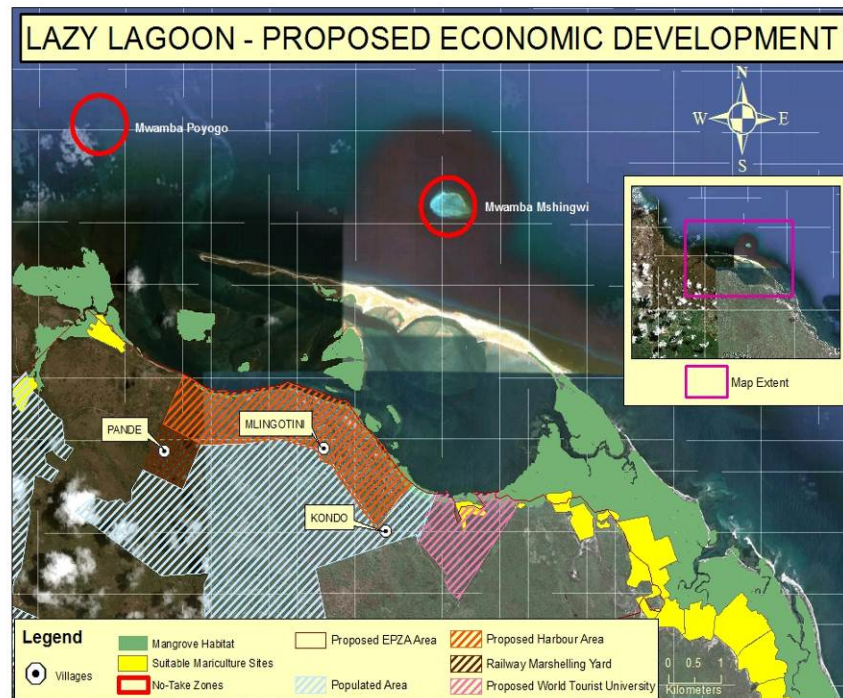 LAZY LAGOON - PROPOSED ECONOMIC DEVELOPMENT
N
W E
S
Mwamba Poyogo
Mwamba Mshingwi
Map Extent
PANDE
MLINGOTINI
KONDO
Legend
Villages
Mangrove Habitat
Suitable Mariculture Sites
No-Take Zones
Proposed EPZA Area
Populated Area
Proposed Harbour Area
Railway Marshelling Yard
Proposed World Tourist University
0 0.5 1
Kilometers